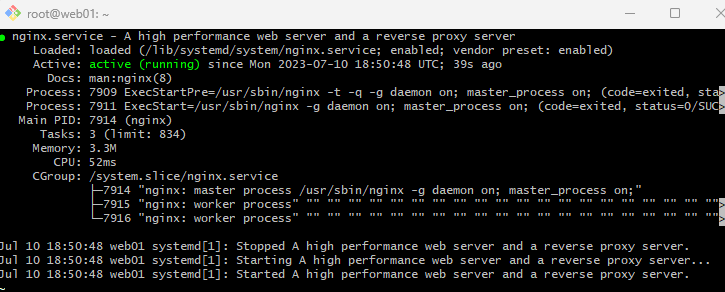 root@web01: ~
● nginx.service - A high performance web server and a reverse proxy server
Loaded: loaded (/lib/systemd/system/nginx.service; enabled; vendor preset: enabled)
Active: active (running) since Mon 2023-07-10 18:50:48 UTC; 39s ago
Docs: man:nginx(8)
Process: 7909 ExecStartPre=/usr/sbin/nginx -t -q -g daemon on; master_process on; (code=exited, sta>
Process: 7911 ExecStart=/usr/sbin/nginx -g daemon on; master_process on; (code=exited, status=0/SUC>
Main PID: 7914 (nginx)
Tasks: 3 (limit: 834)
Memory: 3.3M
CPU: 52ms
CGroup: /system.slice/nginx.service
├─7914 "nginx: master process /usr/sbin/nginx -g daemon on; master_process on;"
├─7915 "nginx: worker process" "" "" "" "" "" "" "" "" "" "" "" "" "" "" "" "" "" "" "" """>
└─7916 "nginx: worker process" "" "" "" "" "" "" "" "" "" "" "" "" "" "" "" "" "" "" "" """>
Jul 10 18:50:48 web01 systemd[1]: Stopped A high performance web server and a reverse proxy server.
Jul 10 18:50:48 web01 systemd[1]: Starting A high performance web server and a reverse proxy server...
Jul 10 18:50:48 web01 systemd[1]: Started A high performance web server and a reverse proxy server.
~